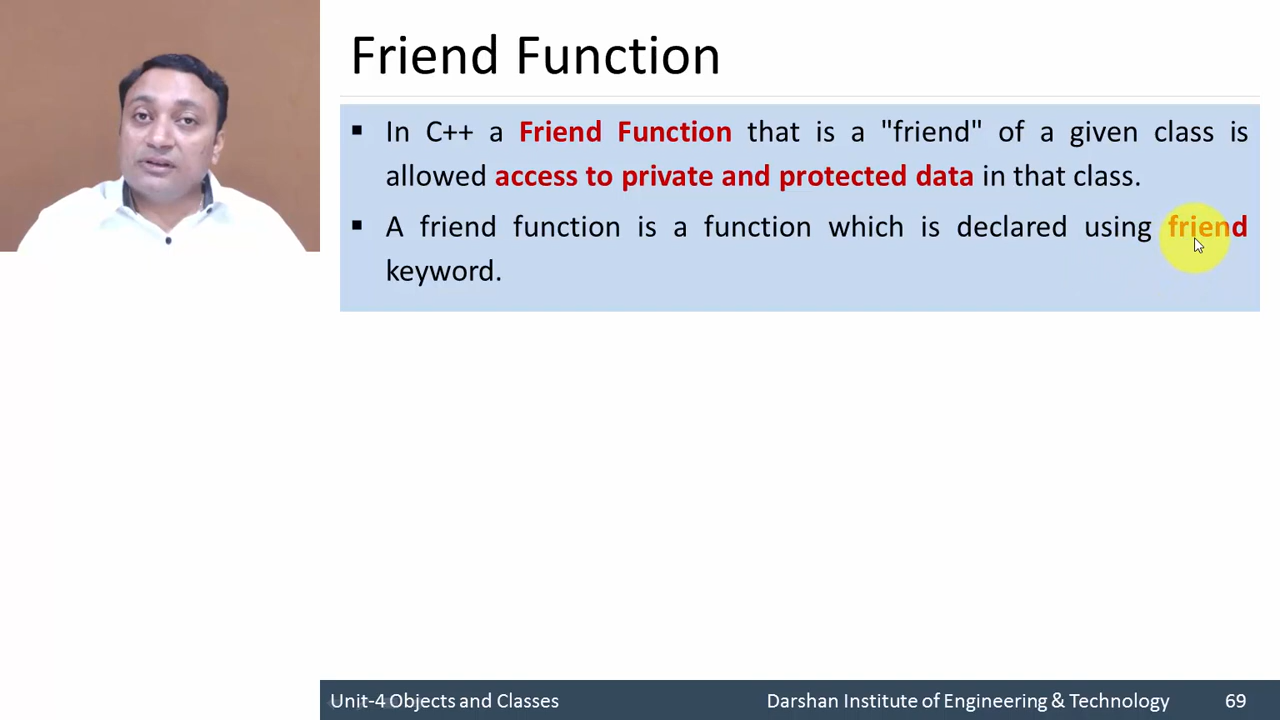 Friend Function
▪ In C++ a Friend Function that is a "friend" of a given class is
allowed access to private and protected data in that class.
▪ A friend function is a function which is declared using friend
keyword.
Unit-4 Objects and Classes
Darshan Institute of Engineering & Technology
69